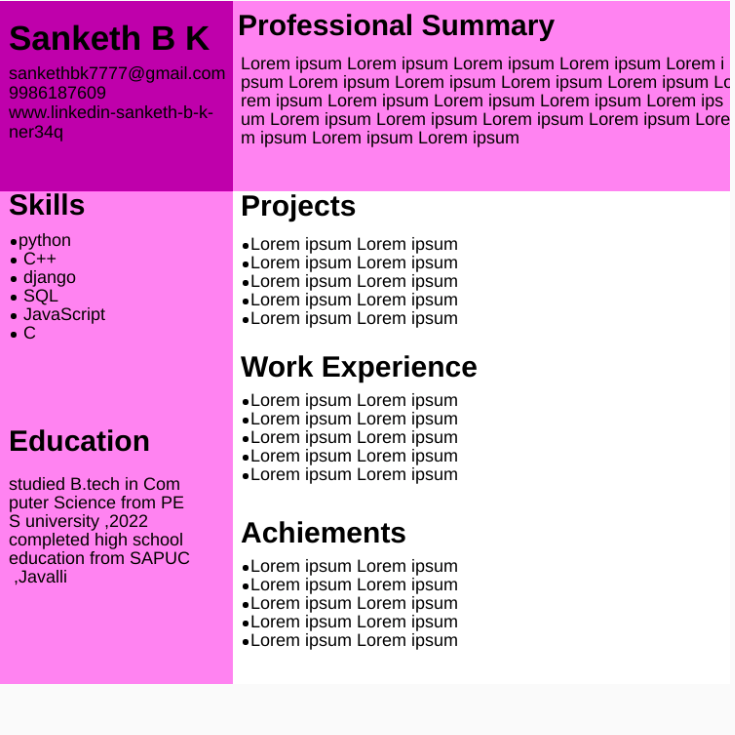 Sanketh B K
sankethbk7777@gmail.com
9986187609
www.linkedin-sanketh-b-k-
ner34q
Professional Summary
Lorem ipsum Lorem ipsum Lorem ipsum Lorem ipsum Lorem i
psum Lorem ipsum Lorem ipsum Lorem ipsum Lorem ipsum Lo
rem ipsum Lorem ipsum Lorem ipsum Lorem ipsum Lorem ips
um Lorem ipsum Lorem ipsum Lorem ipsum Lorem ipsum Lore
m ipsum Lorem ipsum Lorem ipsum
Skills
•python
• C++
• django
• SQL
• JavaScript
• C
Education
studied B.tech in Com
puter Science from PE
S university ,2022
completed high school
education from SAPUC
,Javalli
Projects
•Lorem ipsum Lorem ipsum
•Lorem ipsum Lorem ipsum
•Lorem ipsum Lorem ipsum
•Lorem ipsum Lorem ipsum
•Lorem ipsum Lorem ipsum
Work Experience
•Lorem ipsum Lorem ipsum
•Lorem ipsum Lorem ipsum
•Lorem ipsum Lorem ipsum
•Lorem ipsum Lorem ipsum
•Lorem ipsum Lorem ipsum
Achiements
•Lorem ipsum Lorem ipsum
•Lorem ipsum Lorem ipsum
•Lorem ipsum Lorem ipsum
•Lorem ipsum Lorem ipsum
•Lorem ipsum Lorem ipsum